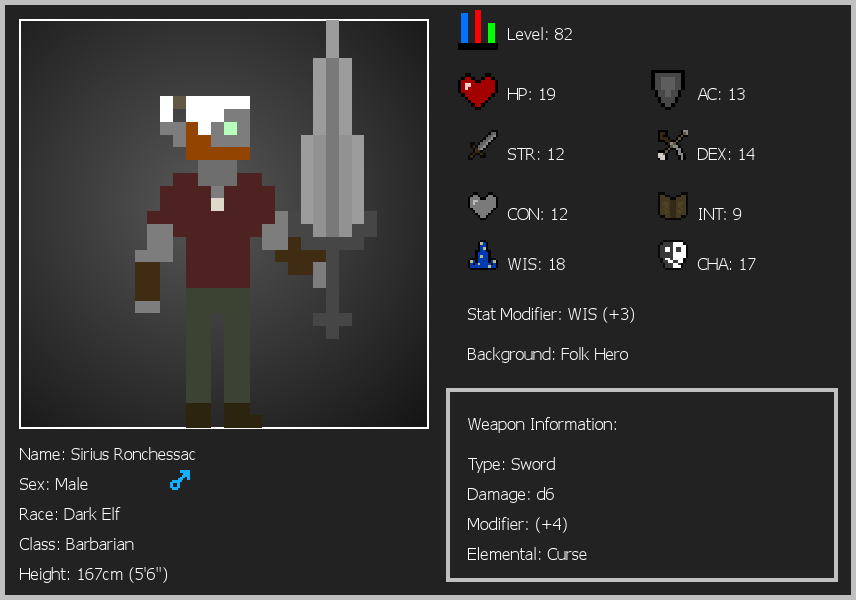 Level: 82
HP: 19
AC: 13
STR: 12
DEX: 14
CON: 12
INT: 9
WIS: 18
CHA: 17
Stat Modifier: WIS (+3)
Background: Folk Hero
Weapon Information:
Type: Sword
Damage: d6
Modifier: (+4)
Elemental: Curse
Name: Sirius Ronchessac
Sex: Male
Race: Dark Elf
Class: Barbarian
Height: 167cm (5'6")